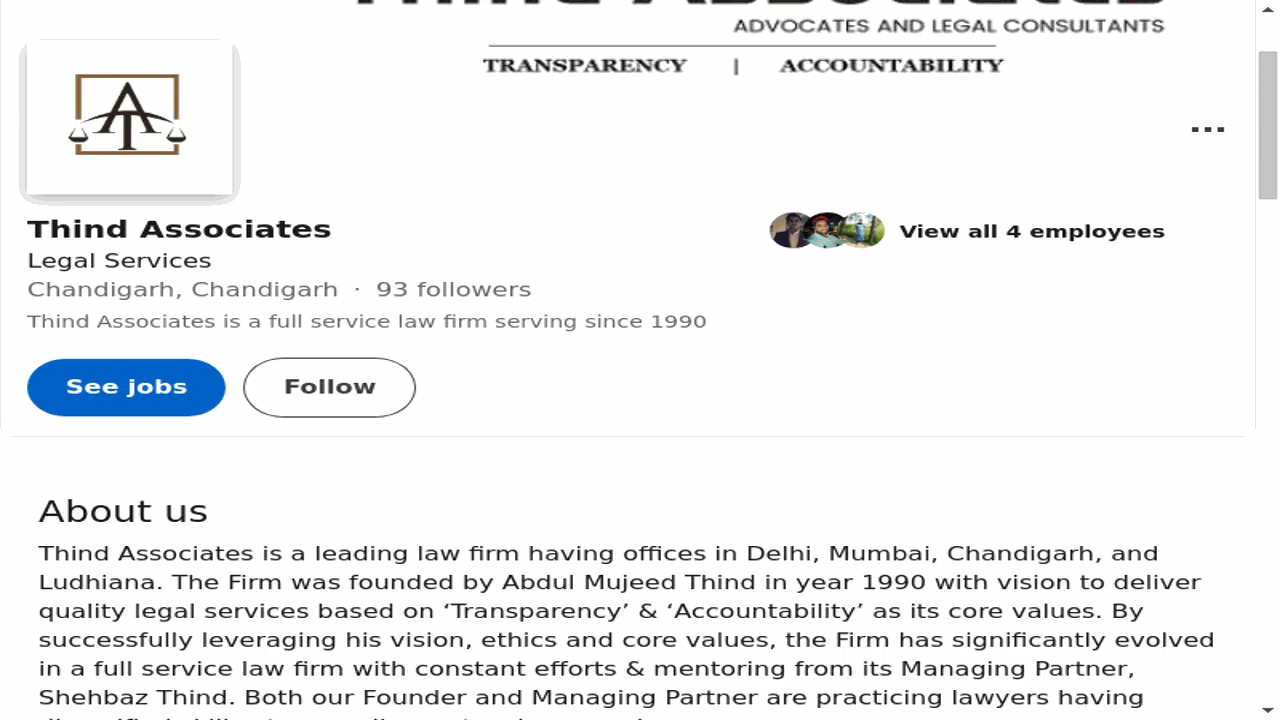 Thind Associates
ADVOCATES AND LEGAL CONSULTANTS
TRANSPARENCY | ACCOUNTABILITY
...
Thind Associates
View all 4 employees
Legal Services
Chandigarh, Chandigarh · 93 followers
Thind Associates is a full service law firm serving since 1990
See jobs
Follow
About us
Thind Associates is a leading law firm having offices in Delhi, Mumbai, Chandigarh, and
Ludhiana. The Firm was founded by Abdul Mujeed Thind in year 1990 with vision to deliver
quality legal services based on ‘Transparency’ & ‘Accountability’ as its core values. By
successfully leveraging his vision, ethics and core values, the Firm has significantly evolved
in a full service law firm with constant efforts & mentoring from its Managing Partner,
Shehbaz Thind. Both our Founder and Managing Partner are practicing lawyers having